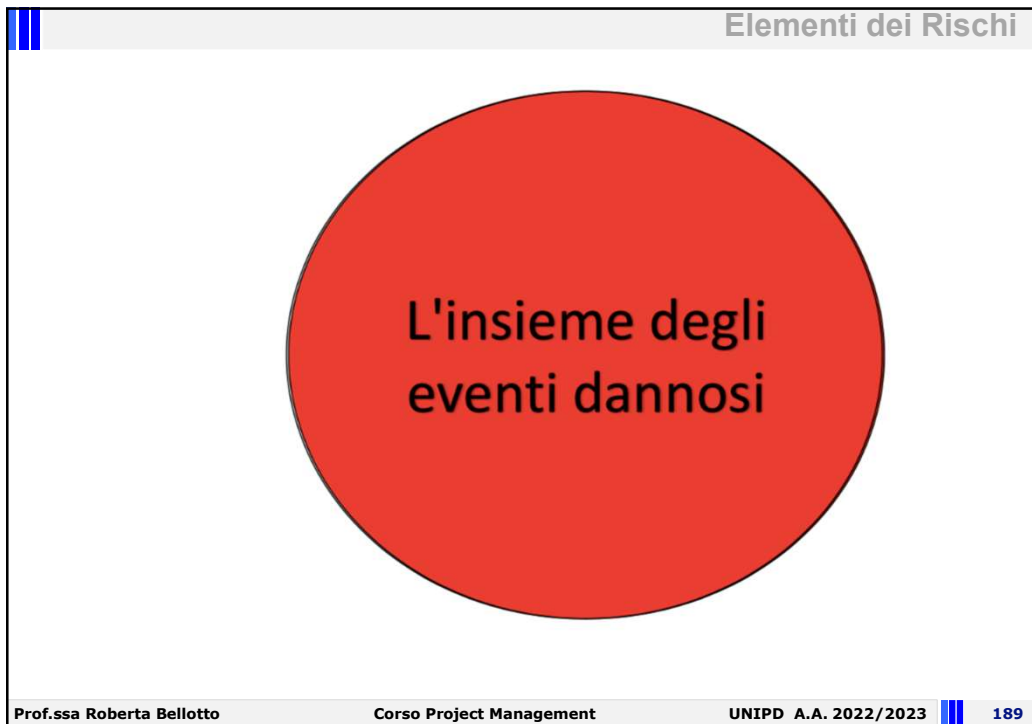 Elementi dei Rischi
L'insieme degli
eventi dannosi
Prof.ssa Roberta Bellotto Corso Project Management UNIPD A.A. 2022/2023 189